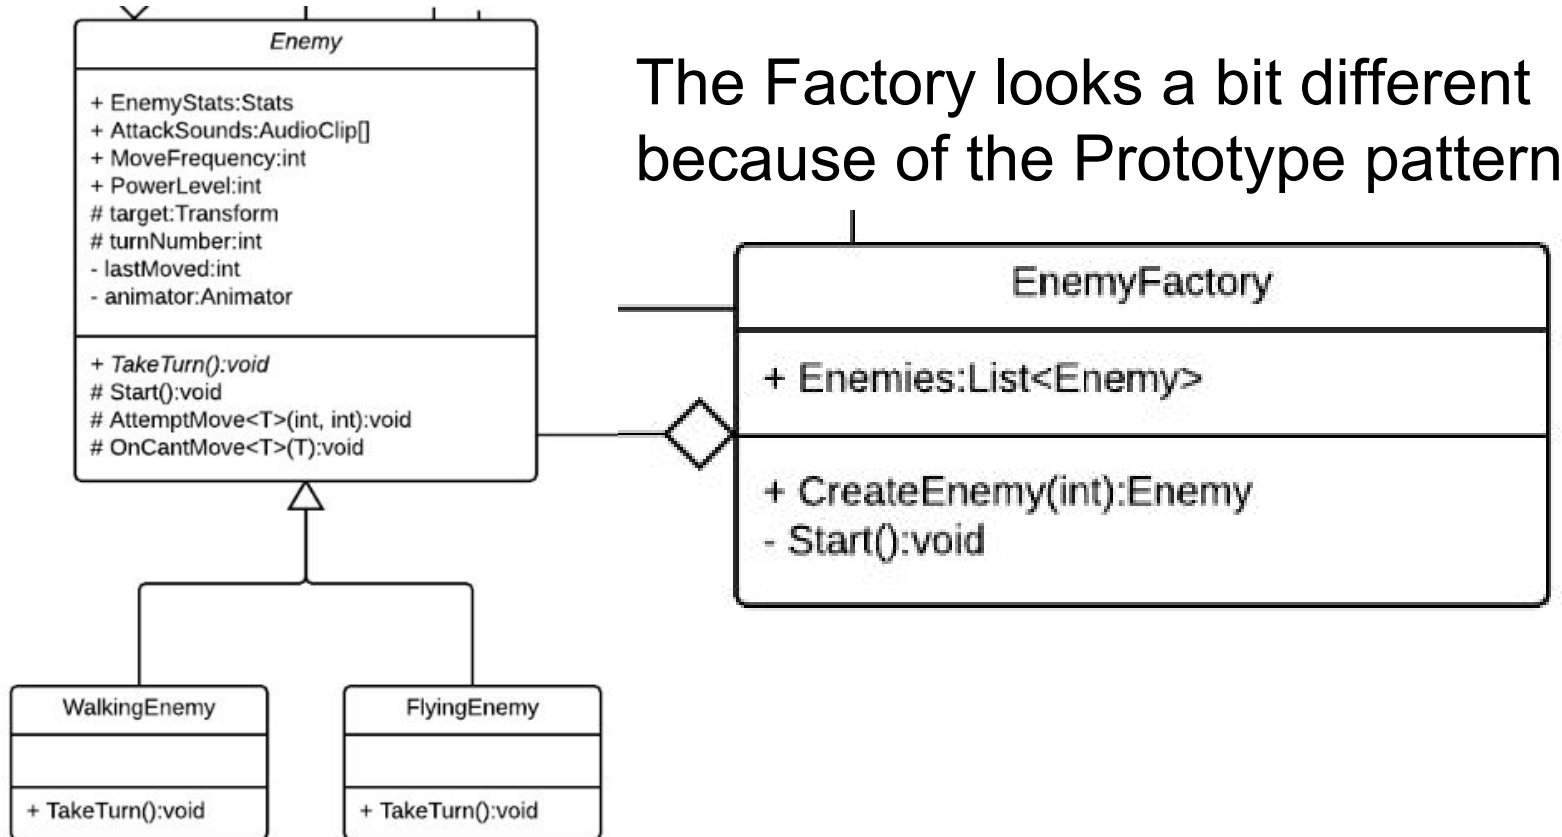 Enemy
+ EnemyStats:Stats
+ AttackSounds:AudioClip[]
+ MoveFrequency:int
+ PowerLevel:int
# target:Transform
# turnNumber:int
- lastMoved:int
- animator:Animator
+ TakeTurn():void
# Start():void
# AttemptMove<T>(int, int):void
# OnCantMove<T>(T):void
WalkingEnemy
+ TakeTurn():void
FlyingEnemy
+ TakeTurn():void
The Factory looks a bit different
because of the Prototype pattern
EnemyFactory
+ Enemies:List<Enemy>
+ CreateEnemy(int):Enemy
- Start():void